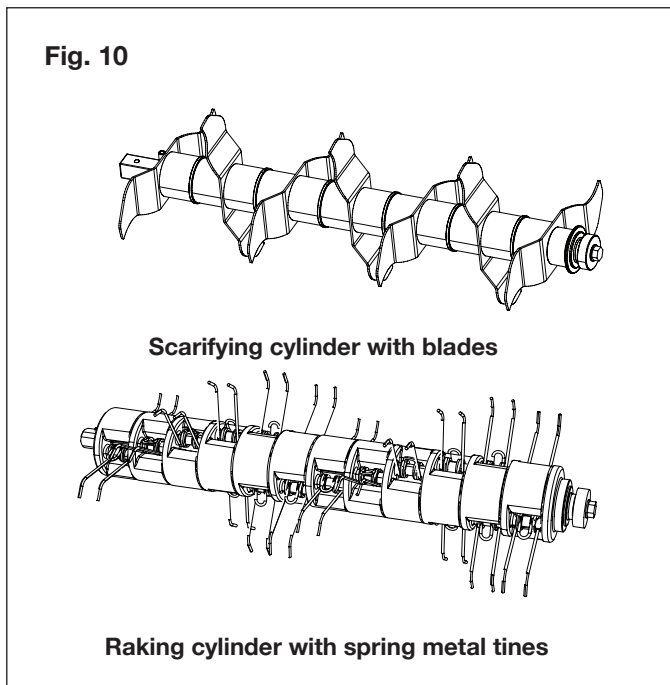 Fig. 10
Scarifying cylinder with blades
Raking cylinder with spring metal tines